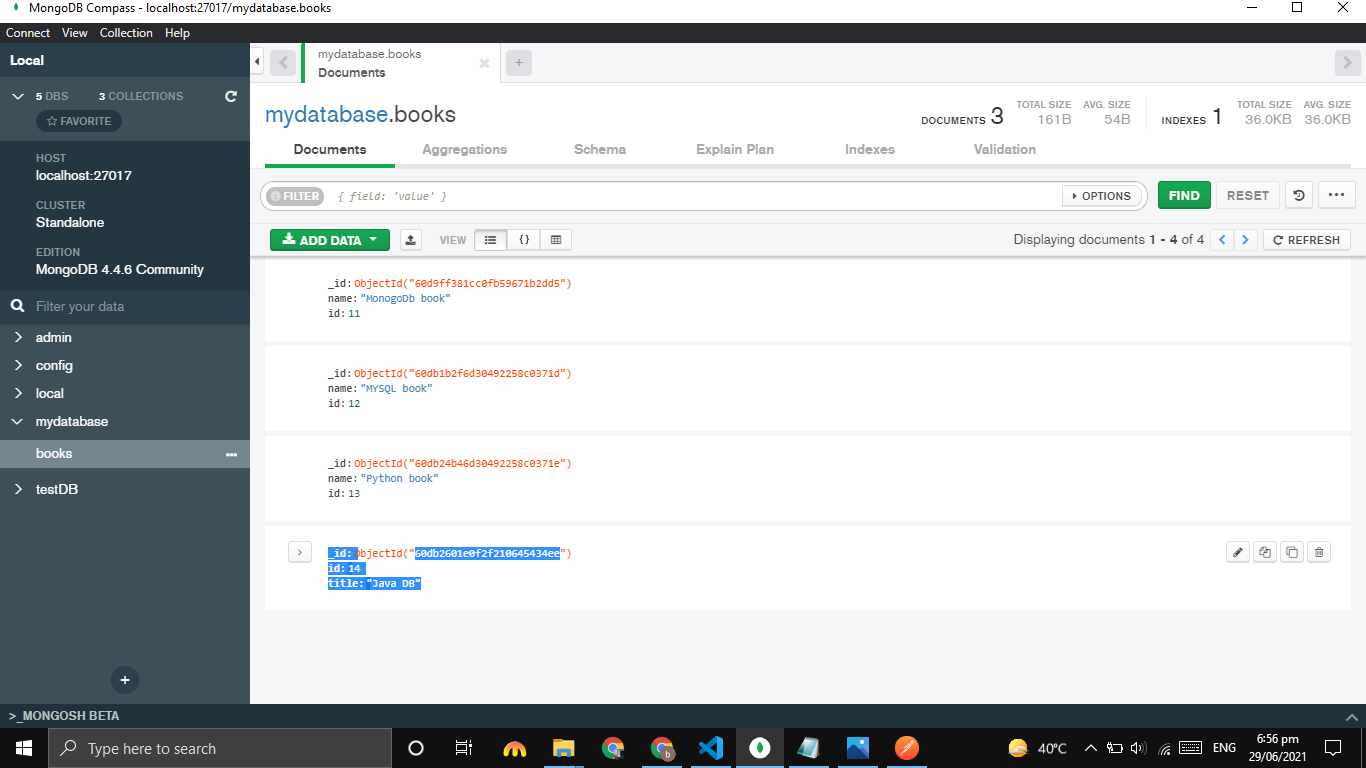 MongoDB Compass - localhost:27017/mydatabase.books
Connect View Collection Help
Local
5 DBS 3 COLLECTIONS
FAVORITE
HOST
localhost:27017
CLUSTER
Standalone
EDITION
MongoDB 4.4.6 Community
Filter your data
admin
config
local
mydatabase
books
testDB
+
>_MONGOSH BETA
mydatabase.books
Documents
+
mydatabase.books
DOCUMENTS 3
TOTAL SIZE AVG. SIZE
161B 54B
INDEXES 1
TOTAL SIZE AVG. SIZE
36.0KB 36.0KB
Documents Aggregations Schema Explain Plan Indexes Validation
FILTER { field: 'value' } OPTIONS FIND RESET
ADD DATA VIEW {} Displaying documents 1 - 4 of 4 REFRESH
_id: ObjectId("60d9ff381cc0fb59671b2dd5")
name: "MonogoDb book"
id: 11
_id: ObjectId("60db1b2f6d30492258c0371d")
name: "MYSQL book"
id: 12
_id: ObjectId("60db24b46d30492258c0371e")
name: "Python book"
id: 13
_id: ObjectId("60db2601e0f2f210645434ee")
id: 14
title: "Java DB"
Type here to search
40°C
ENG
6:56 pm
29/06/2021